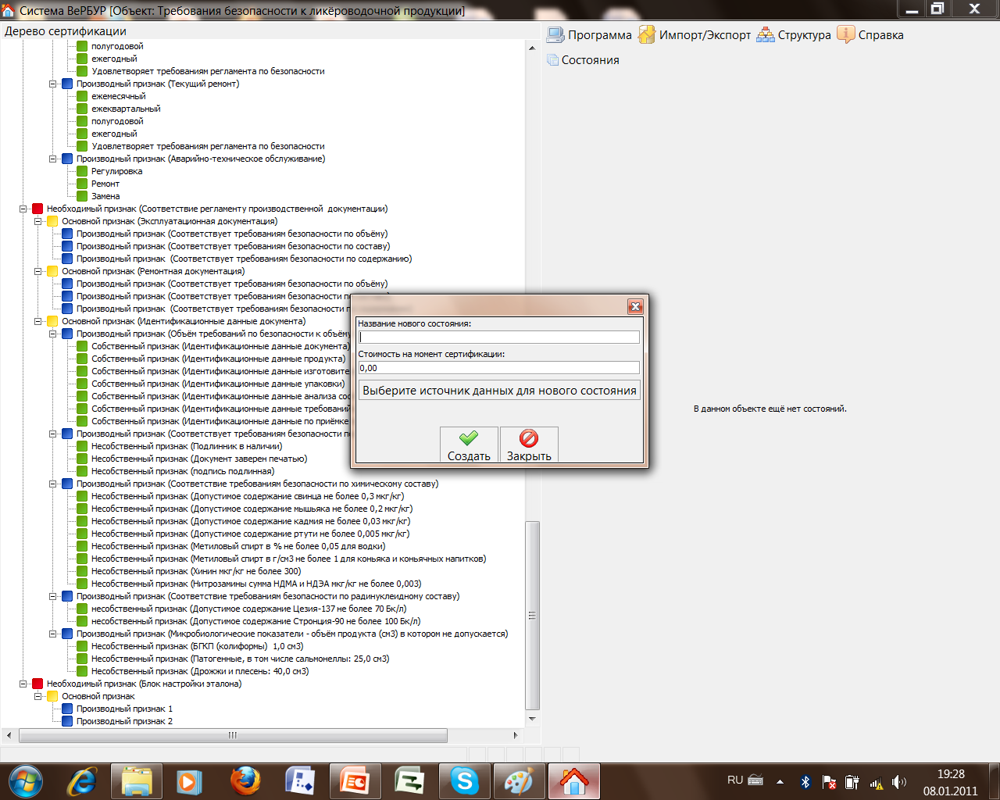 Система ВеРБУР [Объект: Требования безопасности к ликёроводочной продукции]
Дерево сертификации
полугодовой
ежегодный
Удовлетворяет требованиям регламента по безопасности
Производный признак (Текущий ремонт)
ежемесячный
ежеквартальный
полугодовой
ежегодный
Удовлетворяет требованиям регламента по безопасности
Производный признак (Аварийно-техническое обслуживание)
Регулировка
Ремонт
Замена
Необходимый признак (Соответствие регламенту производственной документации)
Основной признак (Эксплуатационная документация)
Производный признак (Соответствует требованиям безопасности по объёму)
Производный признак (Соответствует требованиям безопасности по составу)
Производный признак (Соответствует требованиям безопасности по содержанию)
Основной признак (Ремонтная документация)
Производный признак (Соответствует требованиям безопасности по объёму)
Производный признак (Соответствует требованиям безопасности по
Производный признак (Соответствует требованиям безопасности п
Основной признак (Идентификационные данные документа)
Производный признак (Объём требований по безопасности к объёму
Собственный признак (Идентификационные данные документа)
Собственный признак (Идентификационные данные продукта)
Собственный признак (Идентификационные данные изготовите
Собственный признак (Идентификационные данные упаковки)
Собственный признак (Идентификационные данные анализа сос
Собственный признак (Идентификационные данные требований
Собственный признак (Идентификационные данные по приёмке
Производный признак (Соответствует требованиям безопасности по
Несобственный признак (Подлинник в наличии)
Несобственный признак (Документ заверен печатью)
Несобственный признак (подпись подлинная)
Производный признак (Соответствие требованиям безопасности по химическому составу)
Несобственный признак (Допустимое содержание свинца не более 0,3 мкг/кг)
Несобственный признак (Допустимое содержание мышьяка не более 0,2 мкг/кг)
Несобственный признак (Допустимое содержание кадмия не более 0,03 мкг/кг)
Несобственный признак (Допустимое содержание ртути не более 0,005 мкг/кг)
Несобственный признак (Метиловый спирт в % не более 0,05 для водки)
Несобственный признак (Метиловый спирт в г/см3 не более 1 для коньяка и коньячных напитков)
Несобственный признак (Хинин мкг/кг не более 300)
Несобственный признак (Нитрозамины сумма НДМА и НДЭА мкг/кг не более 0,003)
Производный признак (Соответствие требованиям безопасности по радинуклеидному составу)
несобственный признак (Допустимое содержание Цезия-137 не более 70 Бк/л)
несобственный признак (Допустимое содержание Стронция-90 не более 100 Бк/л)
Производный признак (Микробиологические показатели - объём продукта (см3) в котором не допускается)
Несобственный признак (БГКП (колиформы) 1,0 см3)
Несобственный признак (Патогенные, в том числе сальмонеллы: 25,0 см3)
Несобственный признак (Дрожжи и плесень: 40,0 см3)
Необходимый признак (Блок настройки эталона)
Основной признак
Производный признак 1
Производный признак 2
Программа Импорт/Экспорт Структура Справка
Состояния
В данном объекте ещё нет состояний.
Название нового состояния:
Стоимость на момент сертификации:
0,00
Выберите источник данных для нового состояния
Создать Закрыть
RU
19:28
08.01.2011